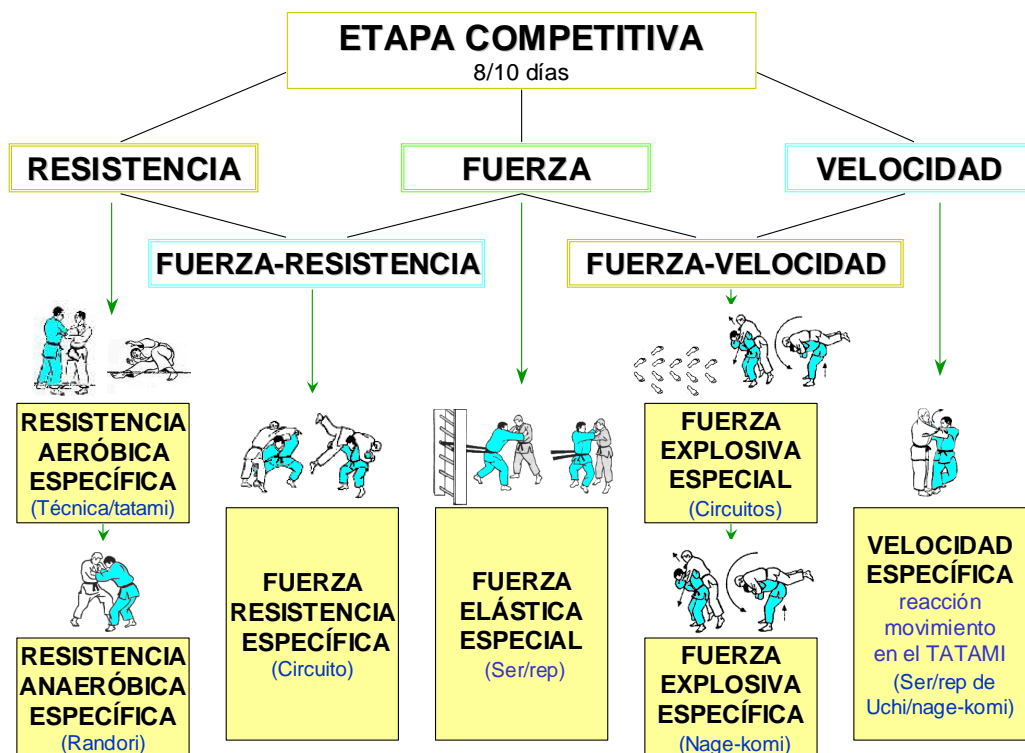 ETAPA COMPETITIVA
8/10 días
RESISTENCIA
FUERZA
VELOCIDAD
FUERZA-RESISTENCIA
FUERZA-VELOCIDAD
RESISTENCIA
AERÓBICA
ESPECÍFICA
(Técnica/tatami)
RESISTENCIA
ANAERÓBICA
ESPECÍFICA
(Randori)
FUERZA
RESISTENCIA
ESPECÍFICA
(Circuito)
FUERZA
ELÁSTICA
ESPECIAL
(Ser/rep)
FUERZA
EXPLOSIVA
ESPECIAL
(Circuitos)
FUERZA
EXPLOSIVA
ESPECÍFICA
(Nage-komi)
VELOCIDAD
ESPECÍFICA
reacción
movimiento
en el TATAMI
(Ser/rep de
Uchi/nage-komi)